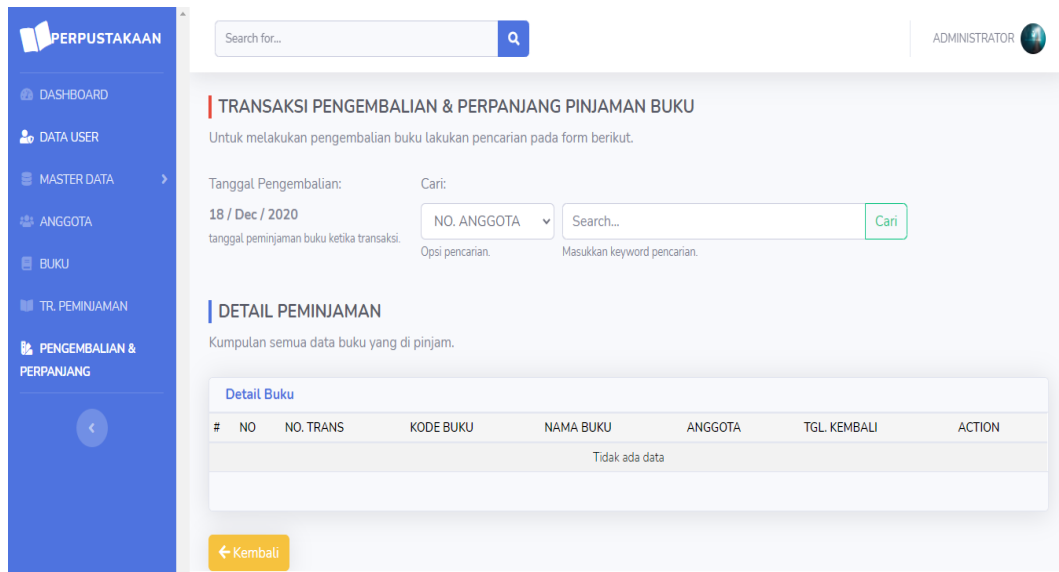 PERPUSTAKAAN
Search for...
ADMINISTRATOR
DASHBOARD
DATA USER
MASTER DATA
ANGGOTA
BUKU
TR. PEMINJAMAN
PENGEMBALIAN &
PERPANJANG
TRANSAKSI PENGEMBALIAN & PERPANJANG PINJAMAN BUKU
Untuk melakukan pengembalian buku lakukan pencarian pada form berikut.
Tanggal Pengembalian:
Cari:
18 / Dec / 2020
NO. ANGGOTA
Search...
Cari
tanggal peminjaman buku ketika transaksi.
Opsi pencarian.
Masukkan keyword pencarian.
DETAIL PEMINJAMAN
Kumpulan semua data buku yang di pinjam.
Detail Buku
# NO NO. TRANS KODE BUKU NAMA BUKU ANGGOTA TGL. KEMBALI ACTION
Tidak ada data
Kembali